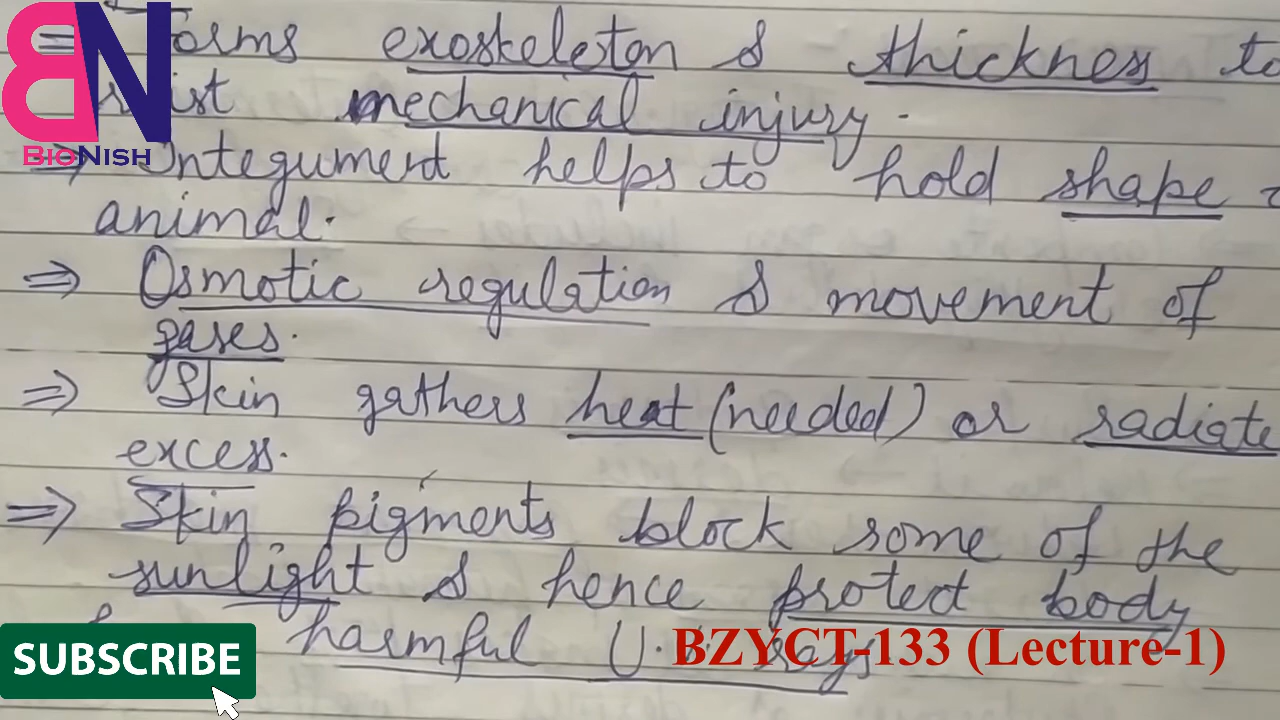 ⇒ Forms exoskeleton & thickness to
resist mechanical injury.
BN
BIONISH
⇒ Integument helps to hold shape
animal.
⇒ Osmotic regulation & movement of
gases.
⇒ Skin gathers heat (needed) or radiate
excess.
⇒ Skin pigments block some of the
sunlight & hence protect body
harmful U.V. rays
SUBSCRIBE
BZYCT-133 (Lecture-1)